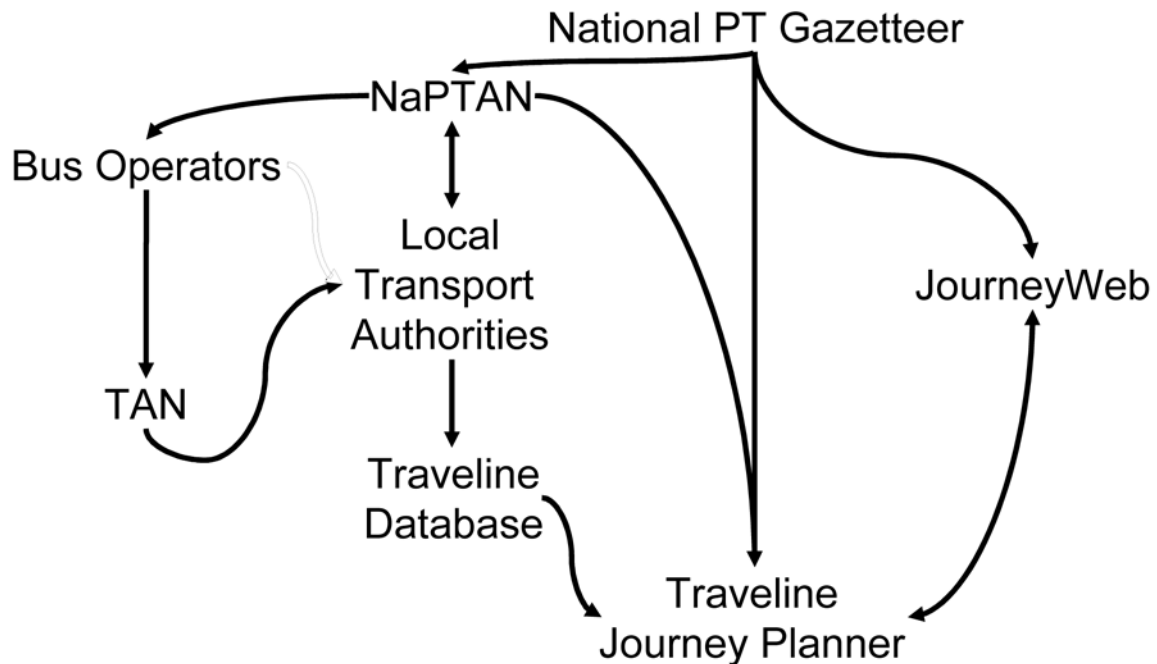 National PT Gazetteer
NaPTAN
Bus Operators
Local
Transport
Authorities
JourneyWeb
TAN
Traveline
Database
Traveline
Journey Planner